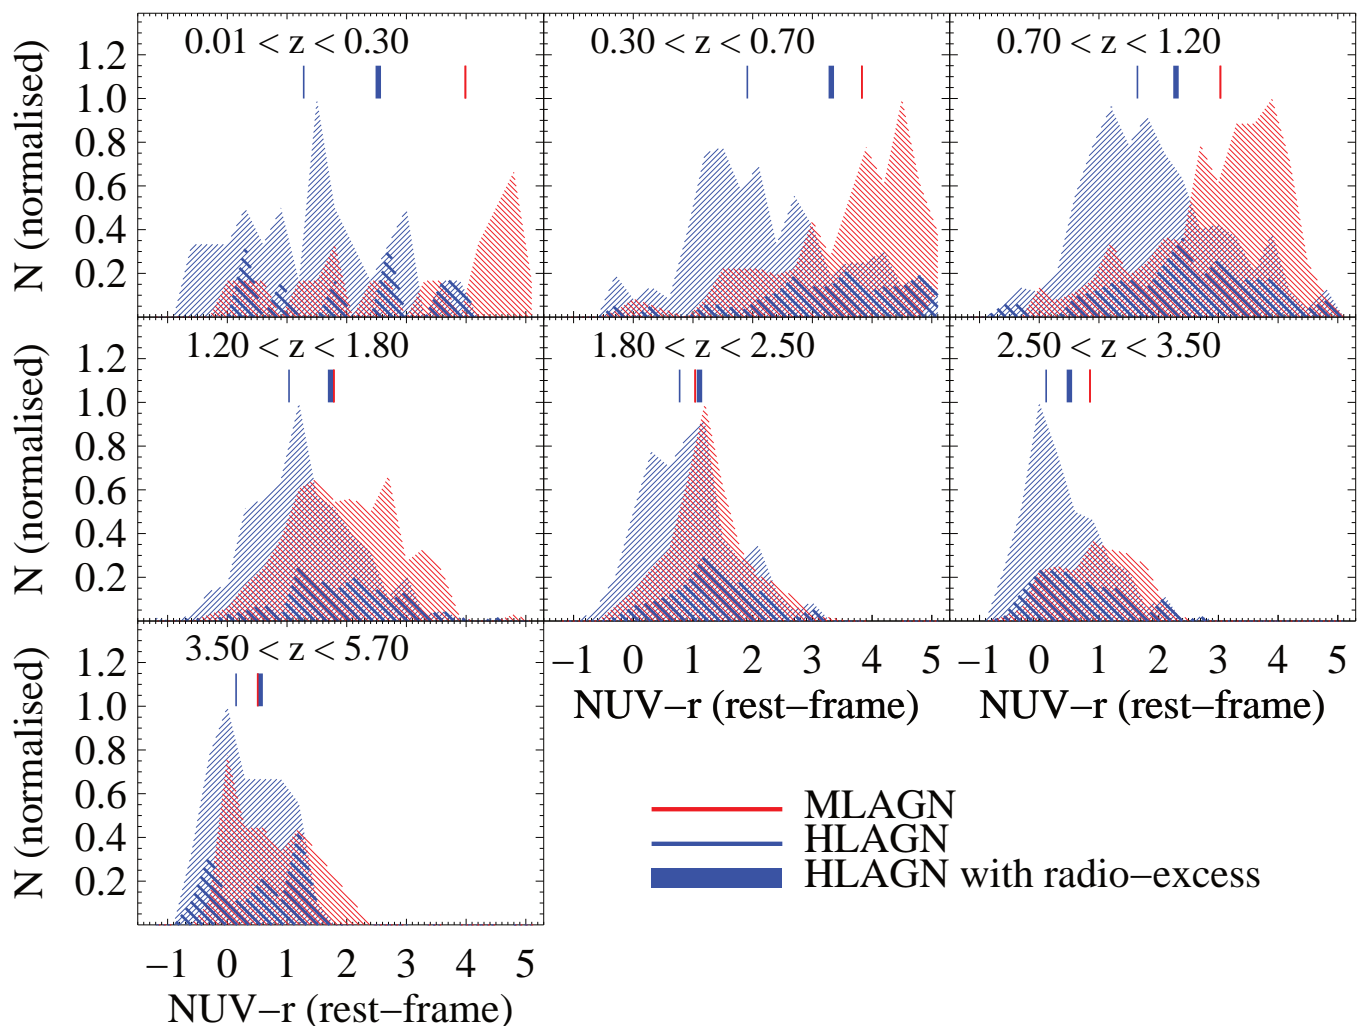 0.01 < z < 0.30
0.30 < z < 0.70
0.70 < z < 1.20
N (normalised)
1.2
1.0
0.8
0.6
0.4
0.2
1.20 < z < 1.80
1.80 < z < 2.50
2.50 < z < 3.50
N (normalised)
1.2
1.0
0.8
0.6
0.4
0.2
−1 0 1 2 3 4 5
−1 0 1 2 3 4 5
NUV−r (rest−frame)
NUV−r (rest−frame)
3.50 < z < 5.70
N (normalised)
1.2
1.0
0.8
0.6
0.4
0.2
−1 0 1 2 3 4 5
NUV−r (rest−frame)
MLAGN
HLAGN
HLAGN with radio−excess